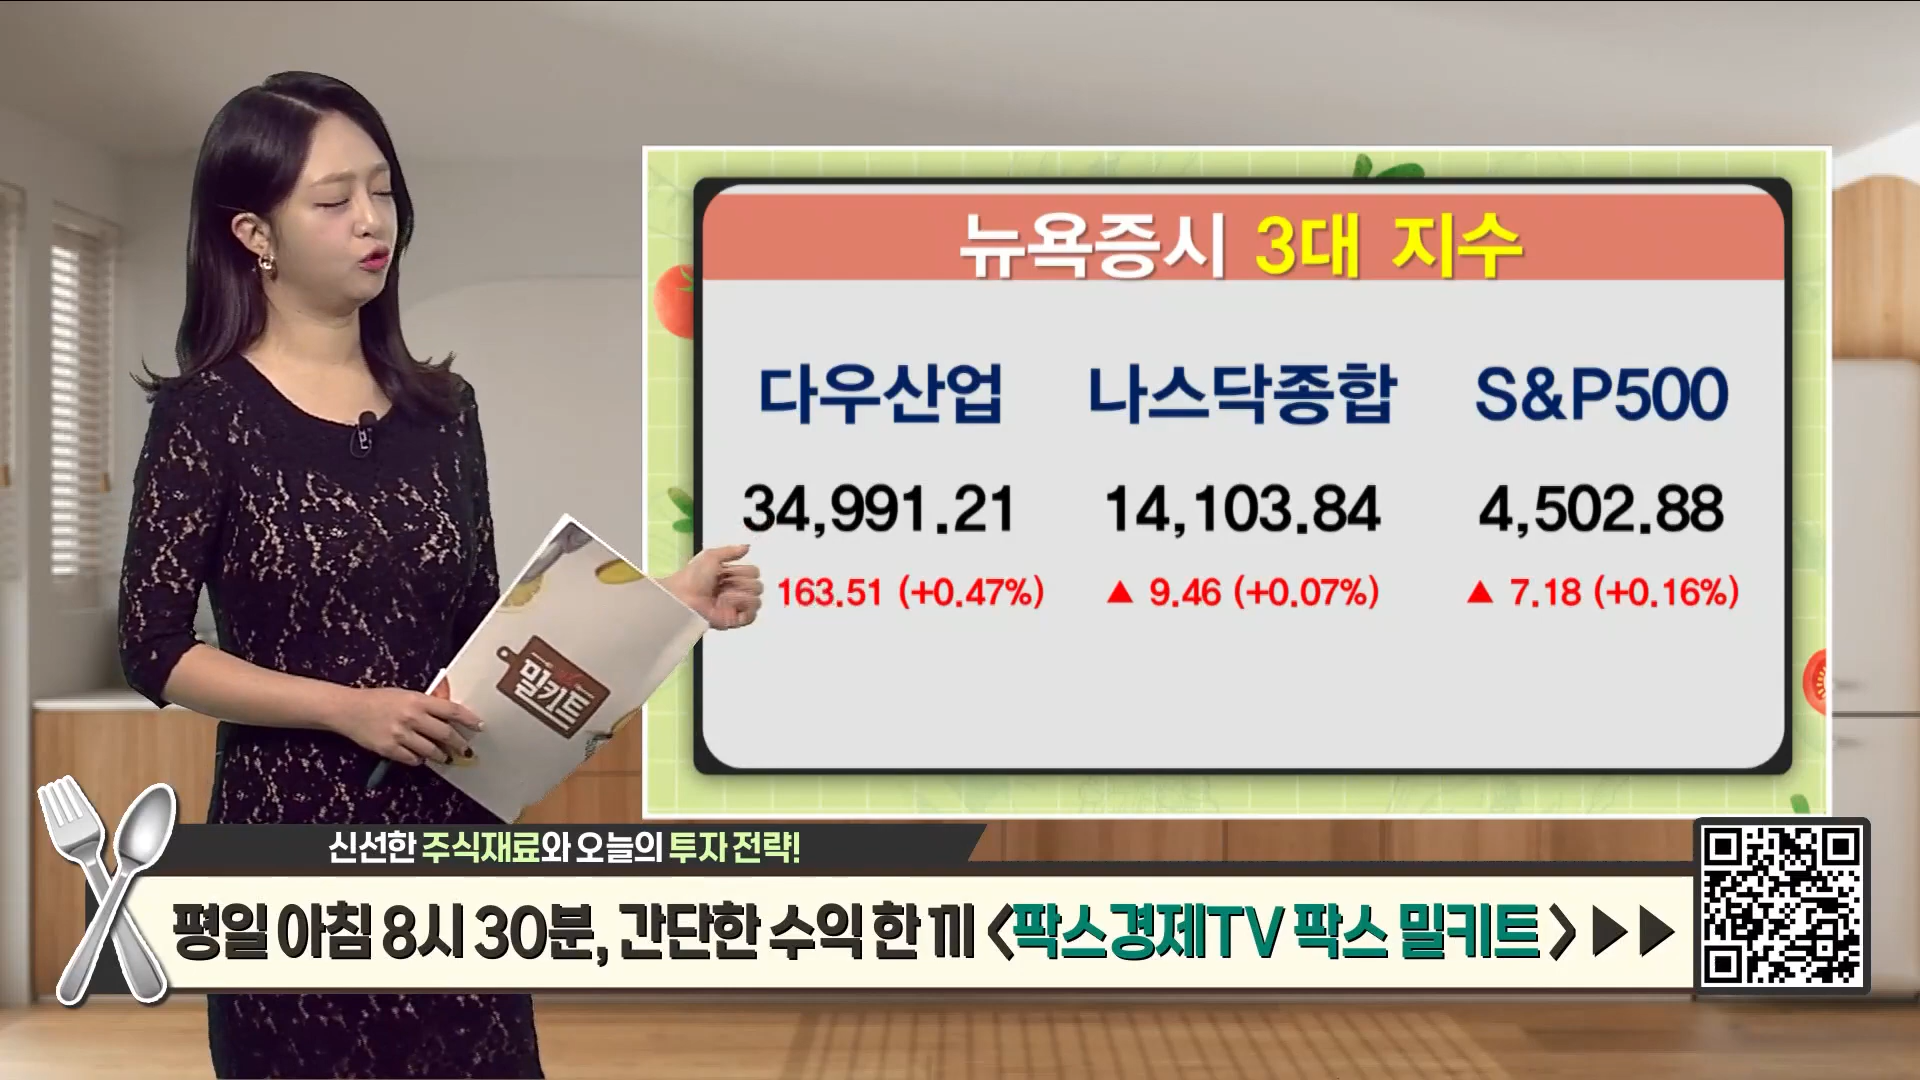 뉴욕증시 3대 지수
다우산업 나스닥종합 S&P500
34,991.21 14,103.84 4,502.88
163.51 (+0.47%) ▲ 9.46 (+0.07%) ▲ 7.18 (+0.16%)
밀키트
신선한 주식재료와 오늘의 투자 전략!
평일 아침 8시 30분, 간단한 수익 한 끼 <팍스경제TV 팍스 밀키트 > ▶▶